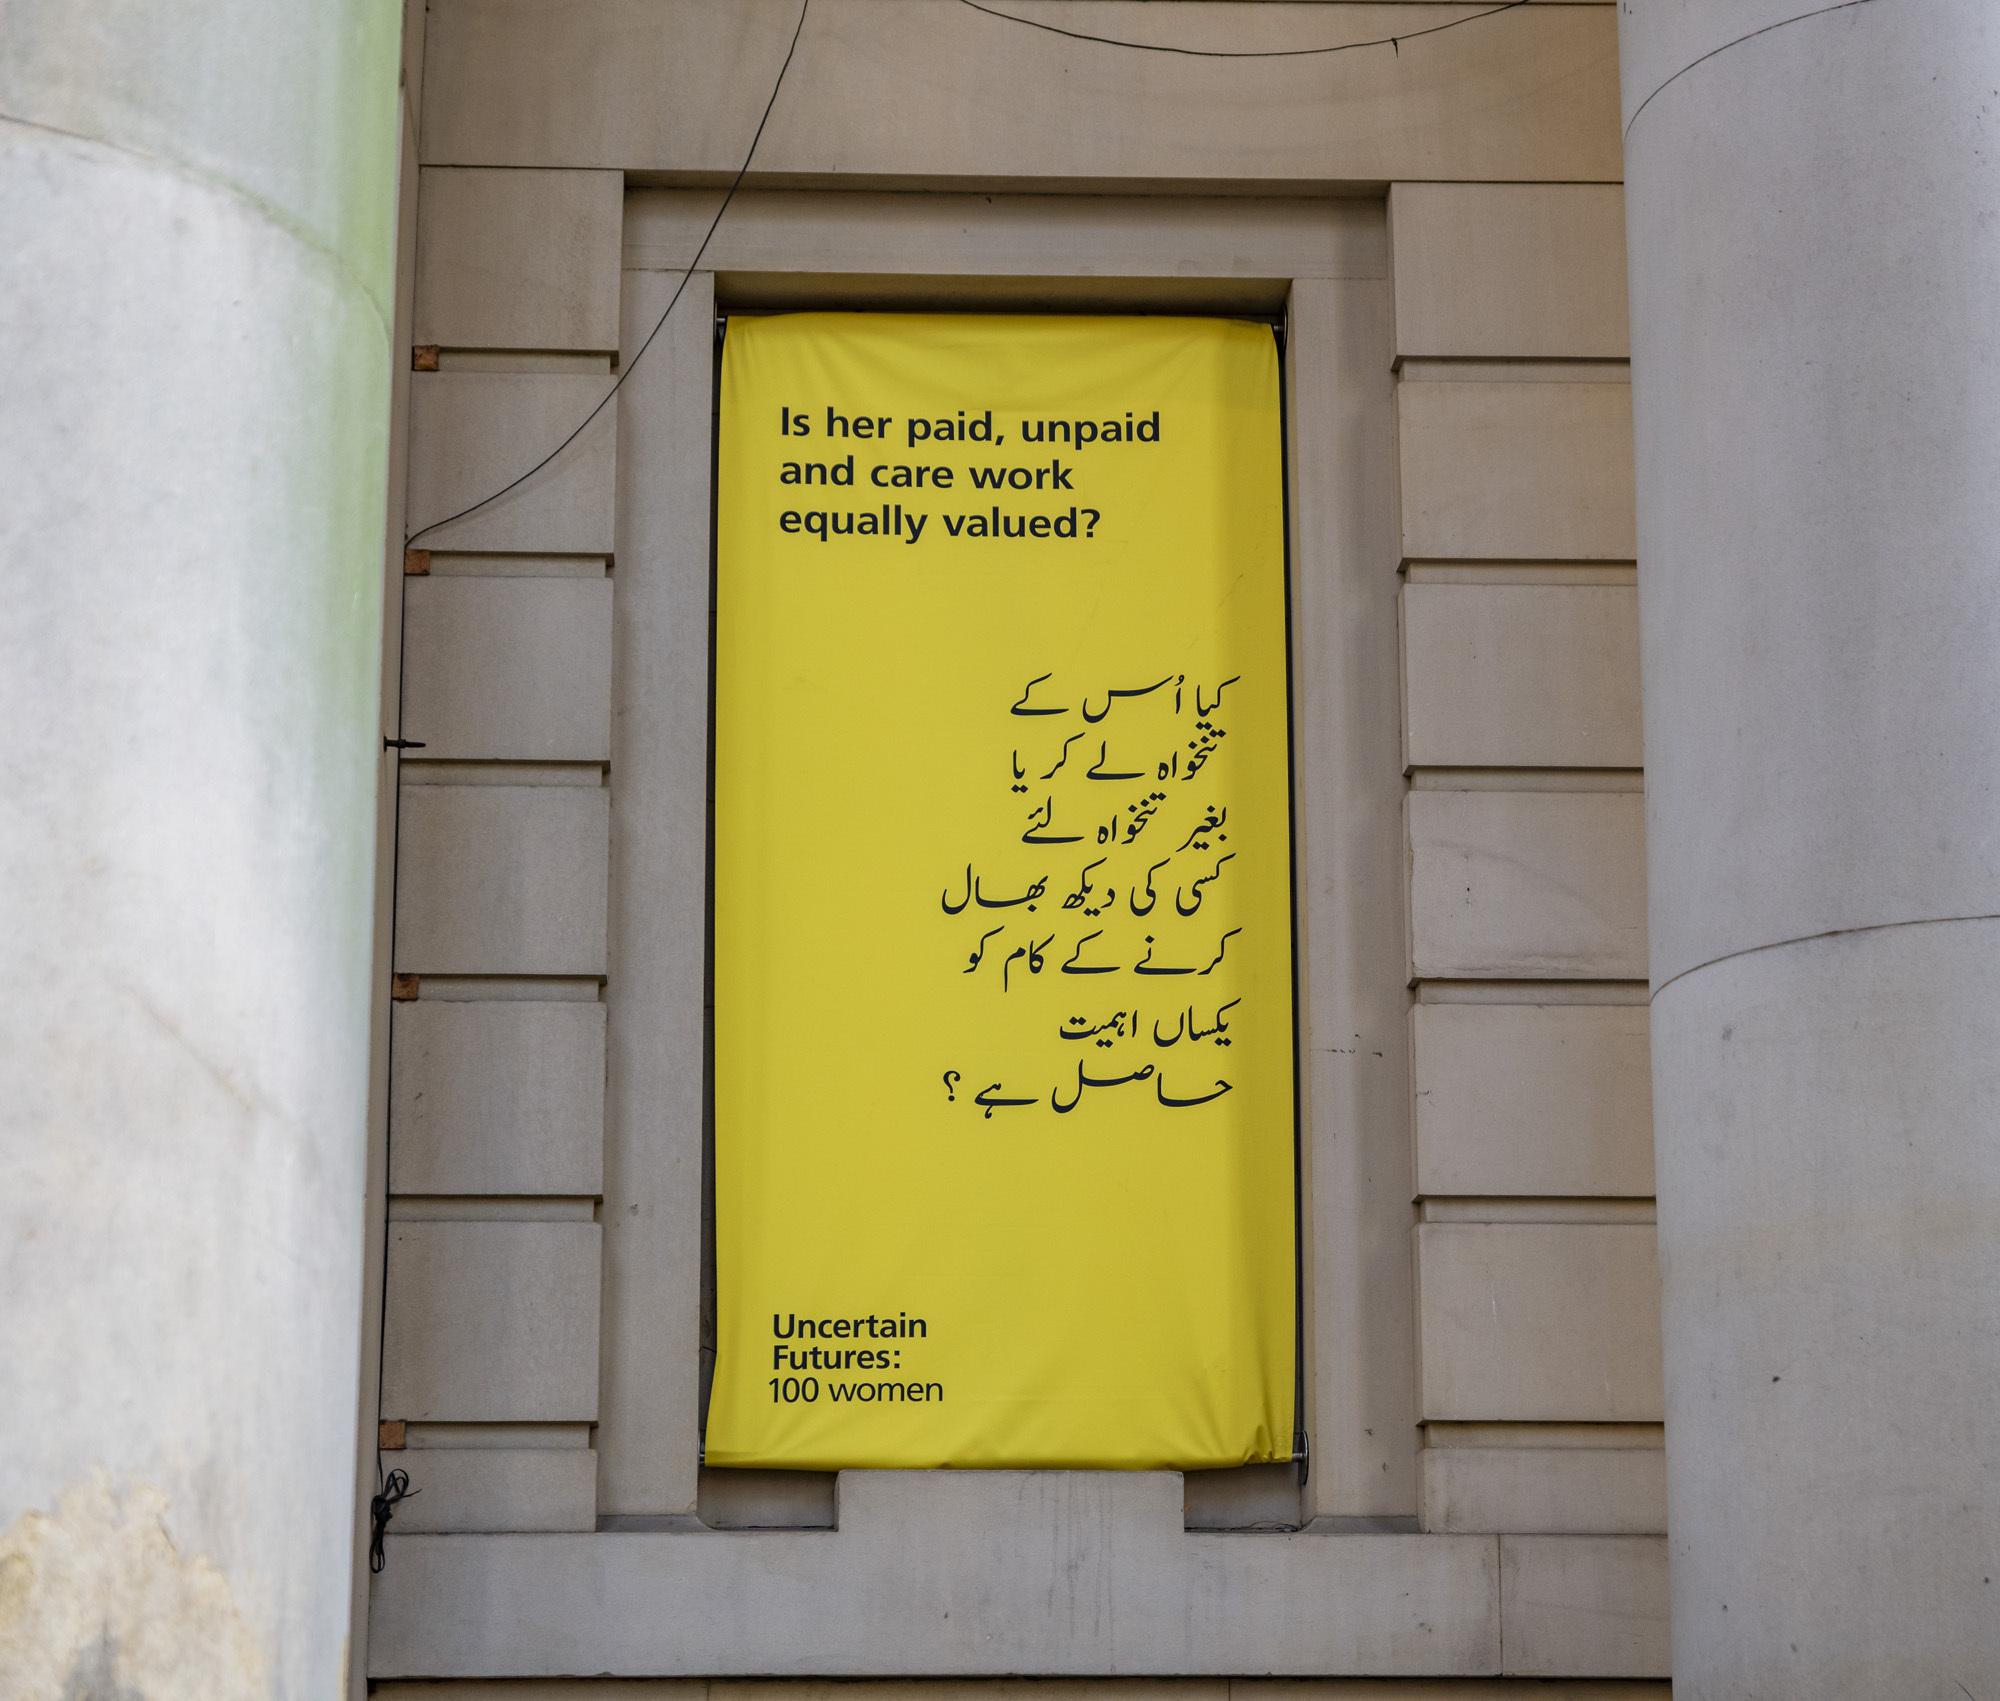 Is her paid, unpaid
and care work
equally valued?
کیا اُس کے
تنخواہ لے کر یا
بغیر تنخواہ لئے
کسی کی دیکھ بھال
کرنے کے کام کو
یکساں اہمیت
حاصل ہے ؟
Uncertain
Futures:
100 women